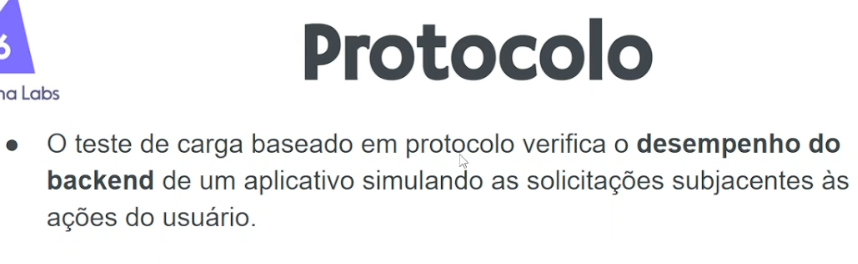 6
Protocolo
na Labs
● O teste de carga baseado em protocolo verifica o desempenho do
backend de um aplicativo simulando as solicitações subjacentes às
ações do usuário.